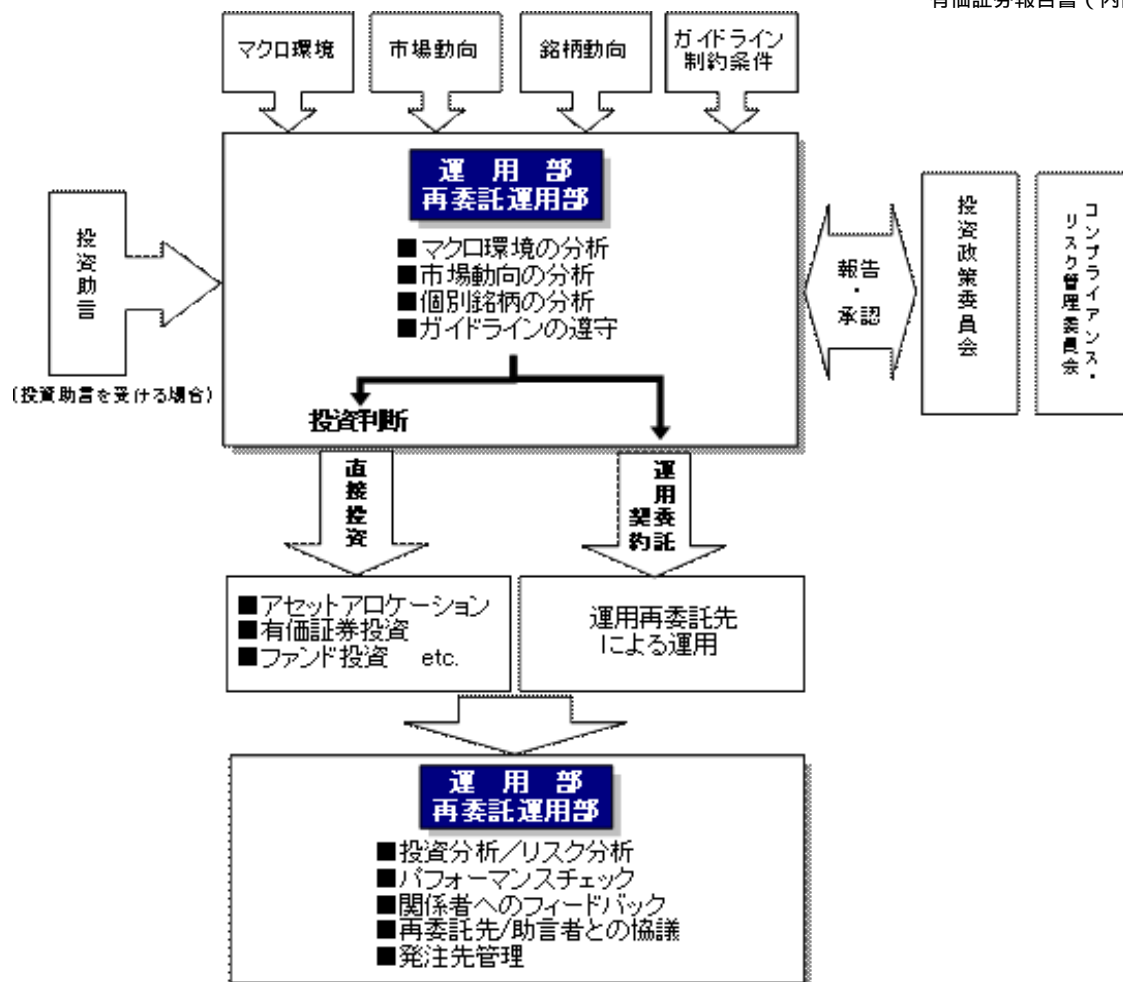 有価証券報告書(内
マクロ環境
市場動向
銘柄動向
ガイドライン
制約条件
運 用 部
再委託運用部
■マクロ環境の分析
■市場動向の分析
■個別銘柄の分析
■ガイドラインの遵守
投資助言
(投資助言を受ける場合)
報告
・
承認
投資政策委員会
コンプライアンス・
リスク管理委員会
投資判断
直接投資
運用委託
契約
■アセットアロケーション
■有価証券投資
■ファンド投資 etc.
運用再委託先
による運用
運 用 部
再委託運用部
■投資分析/リスク分析
■パフォーマンスチェック
■関係者へのフィードバック
■再委託先/助言者との協議
■発注先管理